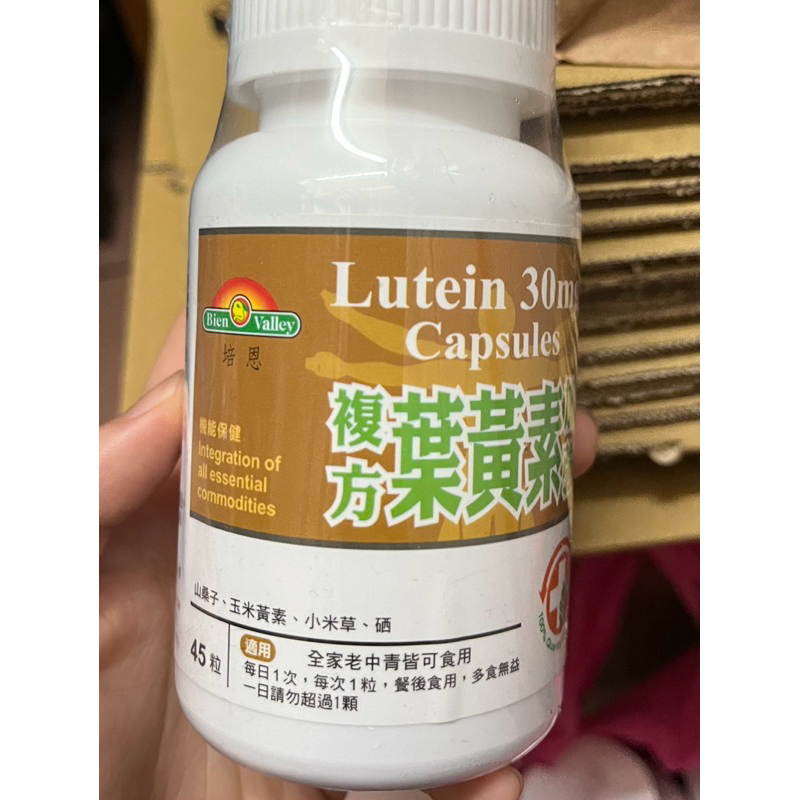 Lutein 30mg
Capsules
Bien Valley
培恩
複方葉黃素
機能保健
Integration of
all essential
commodities
山桑子、玉米黃素、小米草、硒
45粒
適用
全家老中青皆可食用
每日1次，每次1粒，餐後食用，多食無益
一日請勿超過1顆
100%